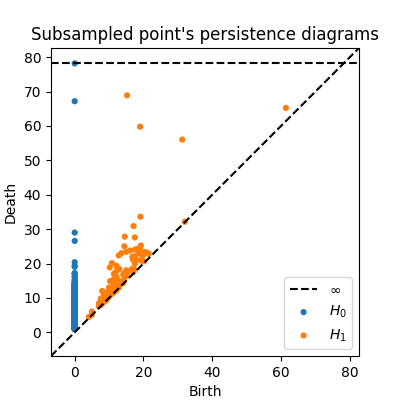 Subsampled point's persistence diagrams
80
70
60
50
40
30
20
10
0
Death
∞
H₀
H₁
0 20 40 60 80
Birth